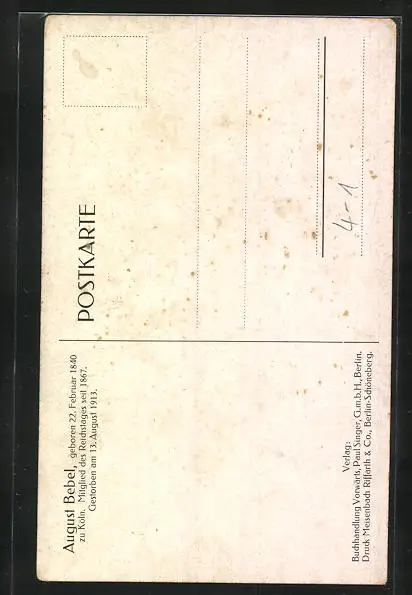 August Bebel, geboren 22. Februar 1840
zu Köln. Mitglied des Reichstages seit 1867.
Gestorben am 13. August 1913.
POSTKARTE
4-1
Verlag:
Buchhandlung Vorwärts, Paul Singer, G.m.b.H., Berlin.
Druck Meisenbach Riffarth & Co., Berlin-Schöneberg.